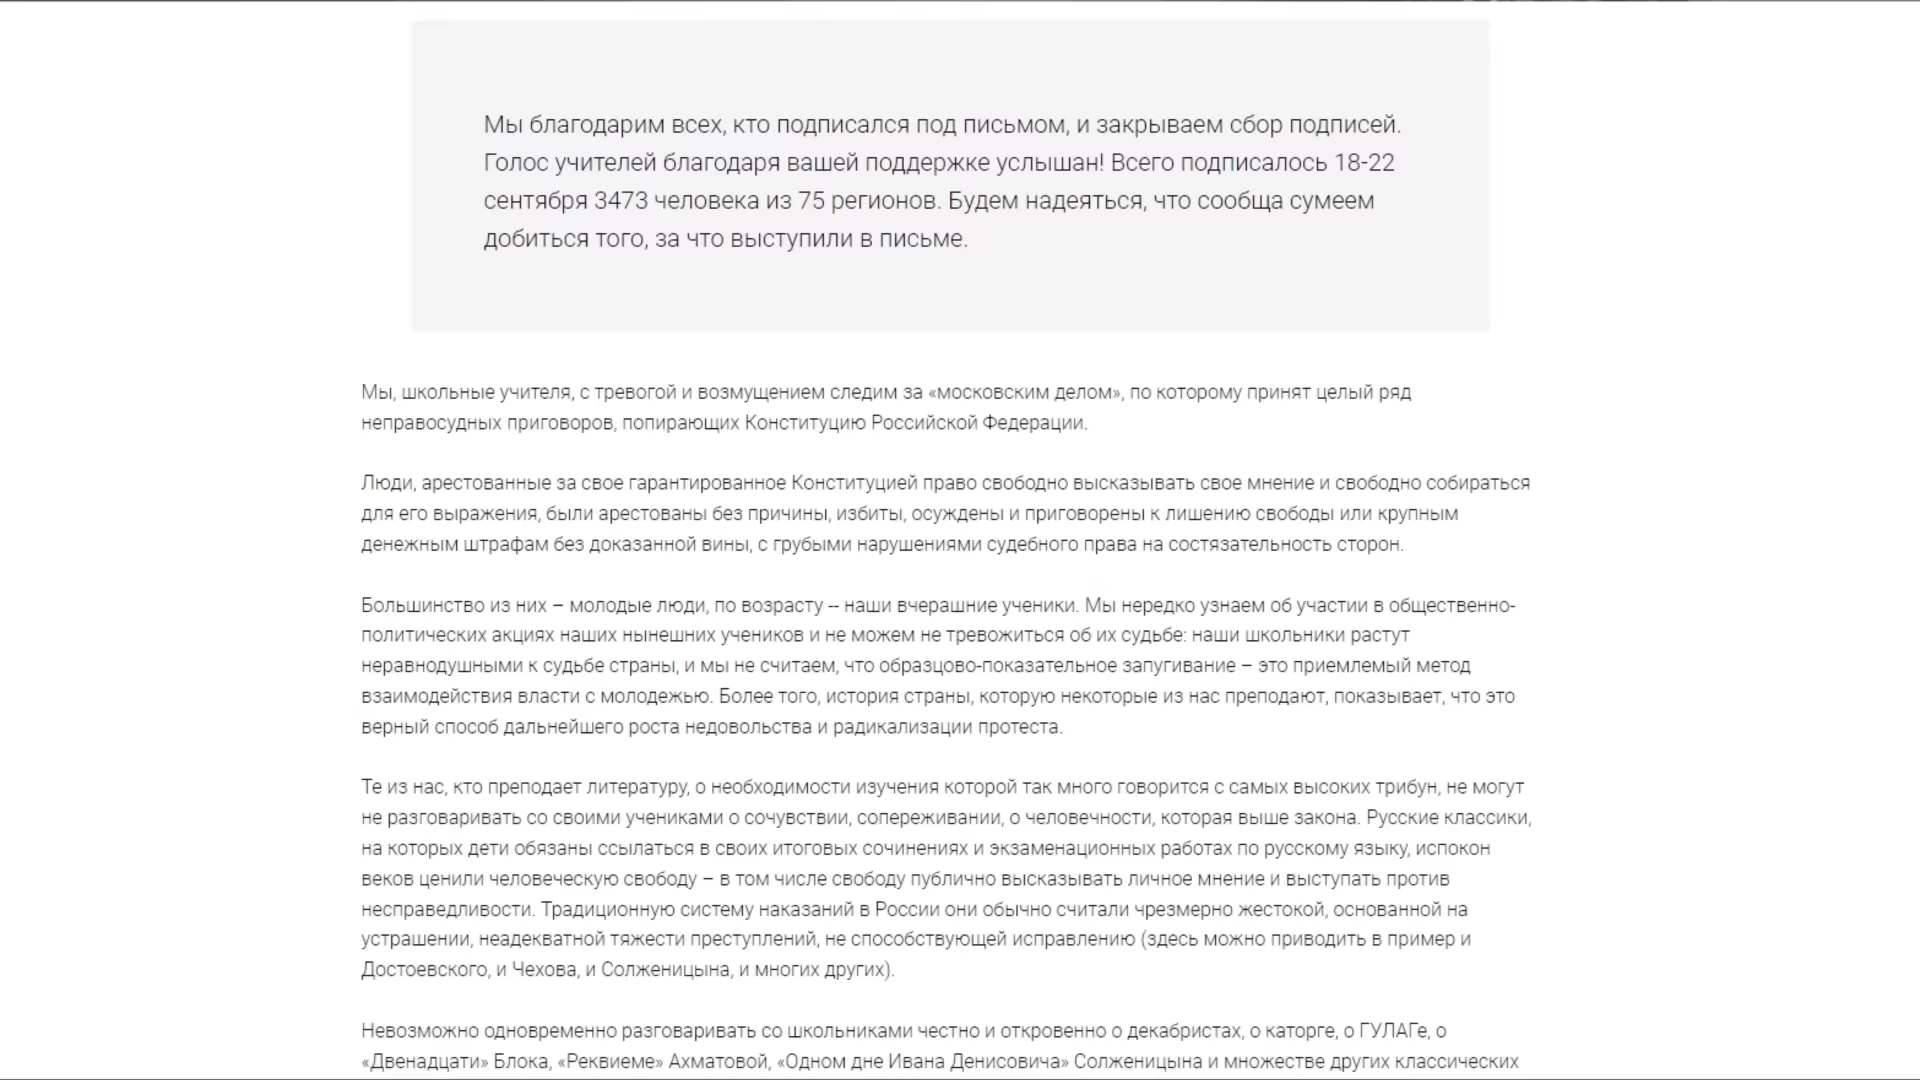 Мы благодарим всех, кто подписался под письмом, и закрываем сбор подписей.
Голос учителей благодаря вашей поддержке услышан! Всего подписалось 18-22
сентября 3473 человека из 75 регионов. Будем надеяться, что сообща сумеем
добиться того, за что выступили в письме.
Мы, школьные учителя, с тревогой и возмущением следим за «московским делом», по которому принят целый ряд
неправосудных приговоров, попирающих Конституцию Российской Федерации.
Люди, арестованные за свое гарантированное Конституцией право свободно высказывать свое мнение и свободно собираться
для его выражения, были арестованы без причины, избиты, осуждены и приговорены к лишению свободы или крупным
денежным штрафам без доказанной вины, с грубыми нарушениями судебного права на состязательность сторон.
Большинство из них – молодые люди, по возрасту -- наши вчерашние ученики. Мы нередко узнаем об участии в общественно-
политических акциях наших нынешних учеников и не можем не тревожиться об их судьбе: наши школьники растут
неравнодушными к судьбе страны, и мы не считаем, что образцово-показательное запугивание – это приемлемый метод
взаимодействия власти с молодежью. Более того, история страны, которую некоторые из нас преподают, показывает, что это
верный способ дальнейшего роста недовольства и радикализации протеста.
Те из нас, кто преподает литературу, о необходимости изучения которой так много говорится с самых высоких трибун, не могут
не разговаривать со своими учениками о сочувствии, сопереживании, о человечности, которая выше закона. Русские классики,
на которых дети обязаны ссылаться в своих итоговых сочинениях и экзаменационных работах по русскому языку, испокон
веков ценили человеческую свободу – в том числе свободу публично высказывать личное мнение и выступать против
несправедливости. Традиционную систему наказаний в России они обычно считали чрезмерно жестокой, основанной на
устрашении, неадекватной тяжести преступлений, не способствующей исправлению (здесь можно приводить в пример и
Достоевского, и Чехова, и Солженицына, и многих других).
Невозможно одновременно разговаривать со школьниками честно и откровенно о декабристах, о каторге, о ГУЛАГе, о
«Двенадцати» Блока, «Реквиеме» Ахматовой, «Одном дне Ивана Денисовича» Солженицына и множестве других классических